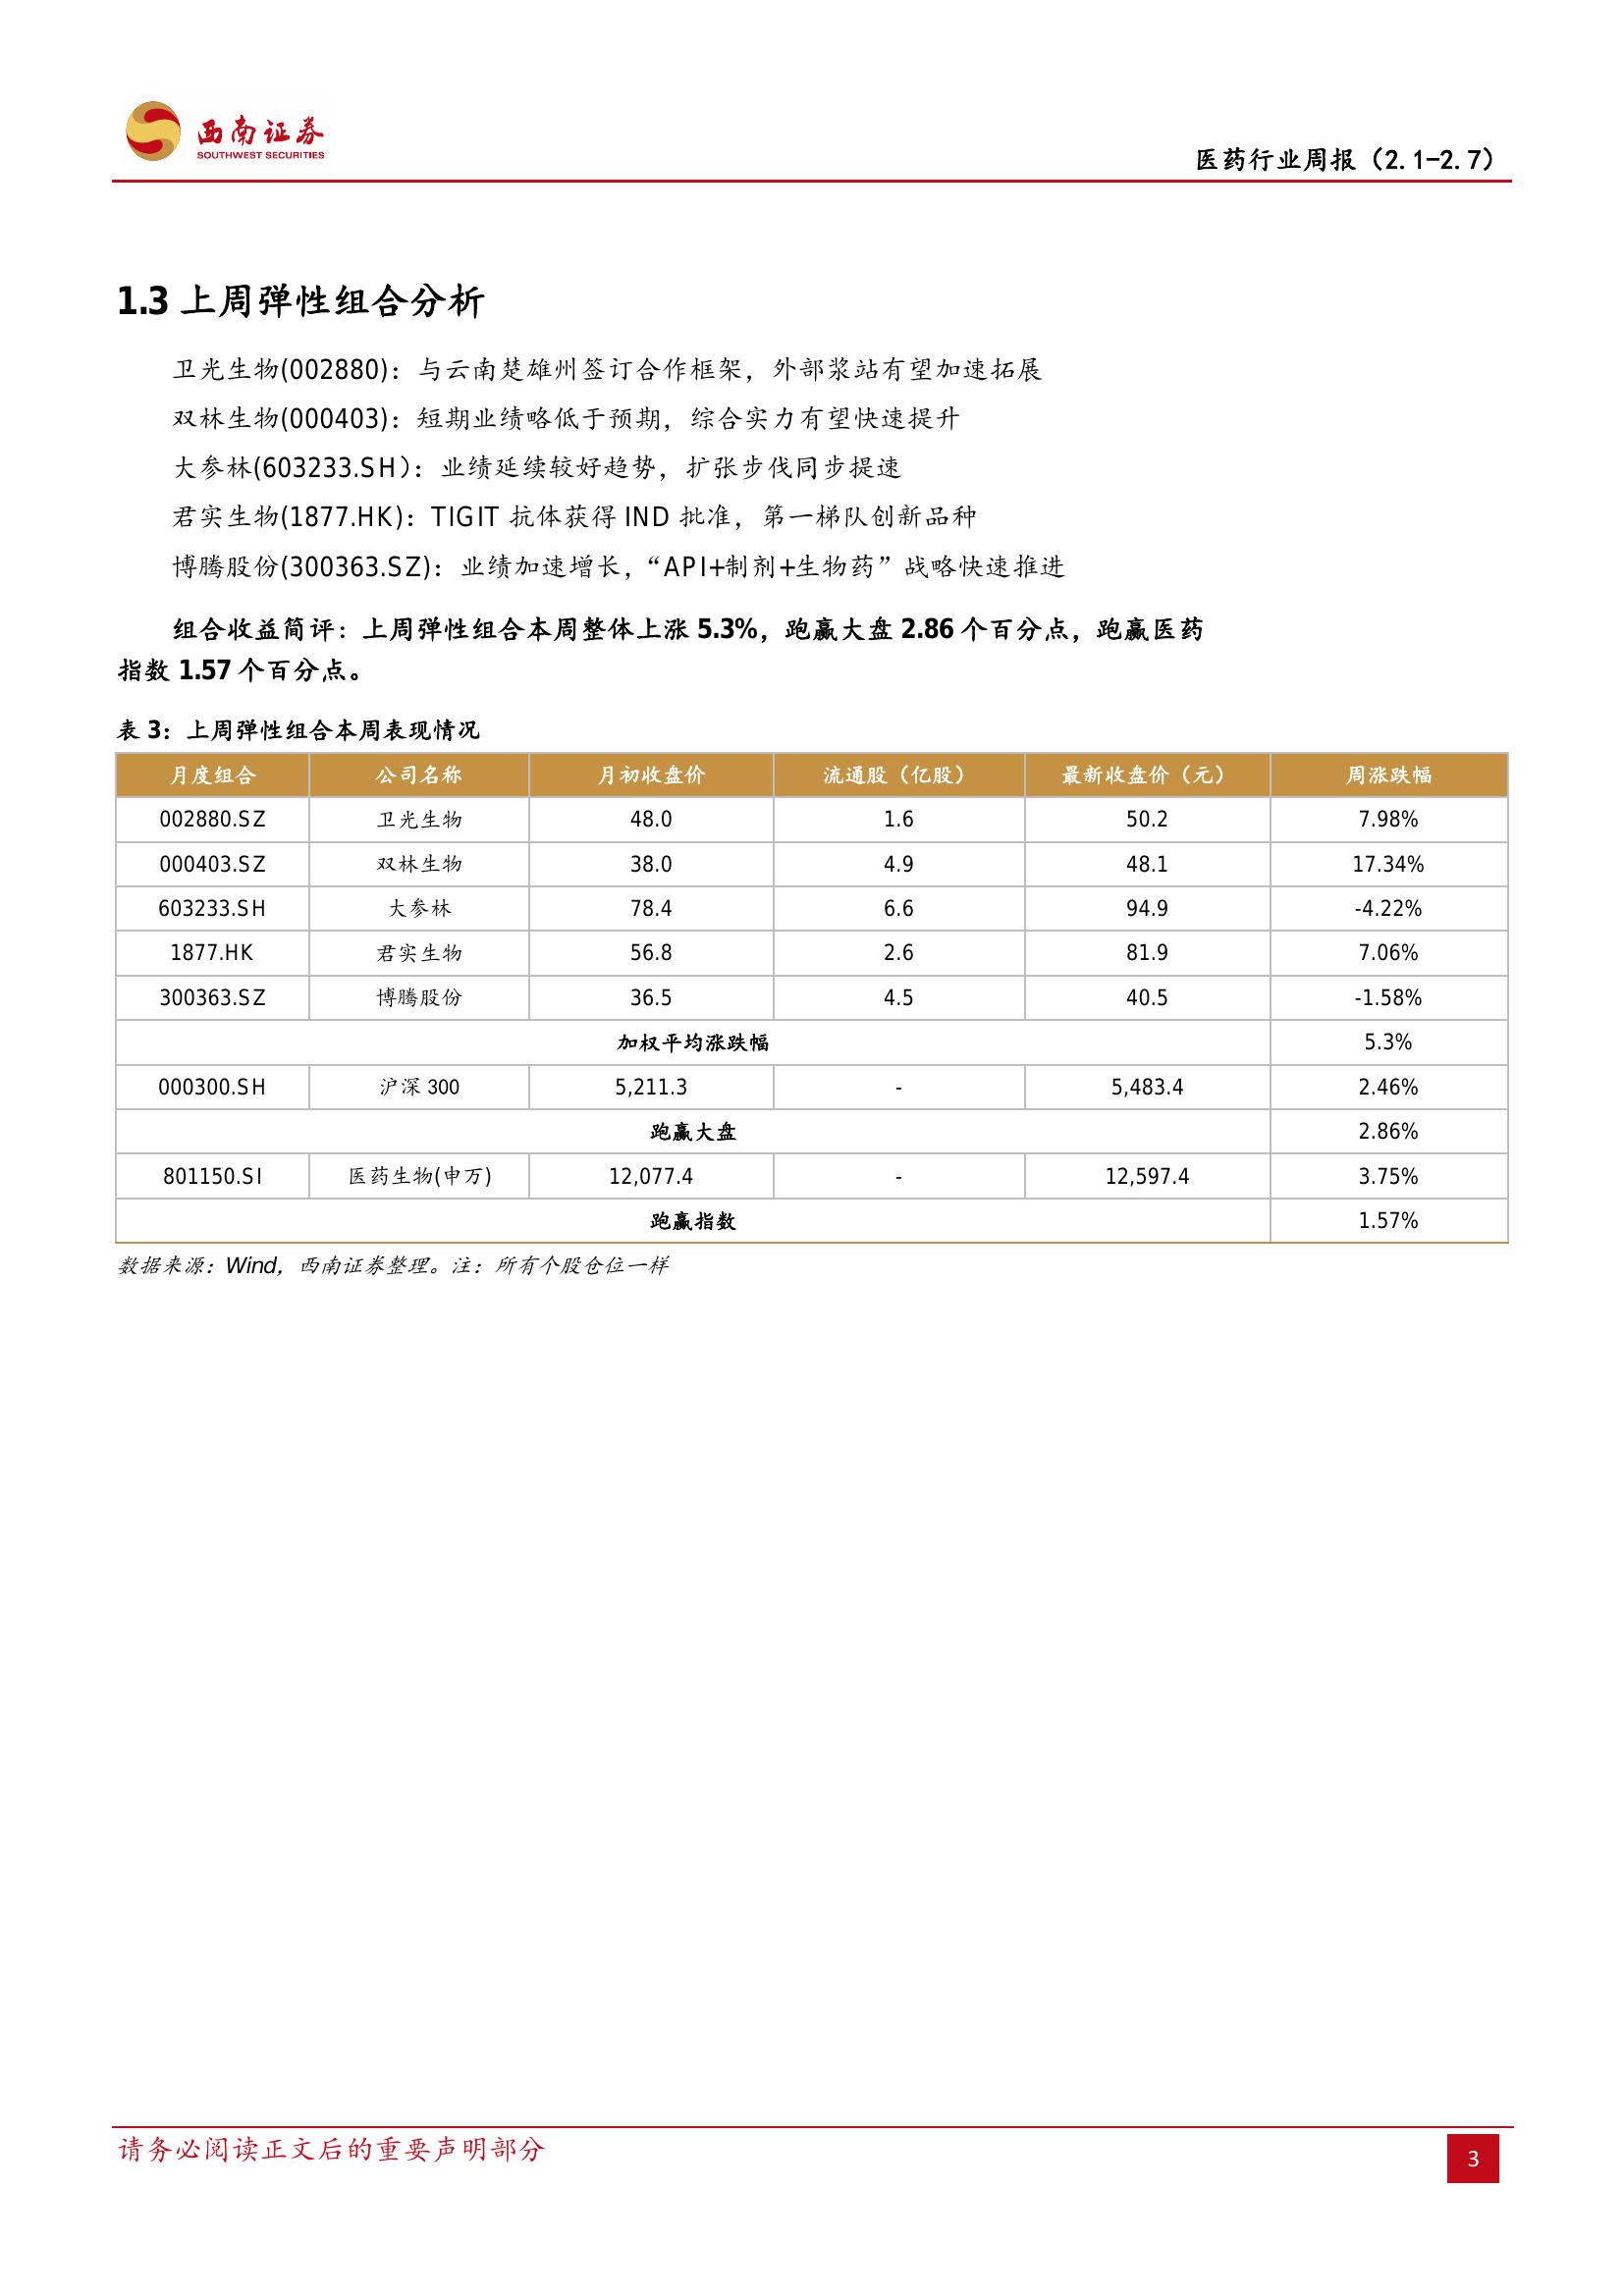 西南证券
SOUTHWEST SECURITIES
医药行业周报（2.1-2.7）
1.3 上周弹性组合分析
卫光生物(002880)：与云南楚雄州签订合作框架，外部浆站有望加速拓展
双林生物(000403)：短期业绩略低于预期，综合实力有望快速提升
大参林(603233.SH）：业绩延续较好趋势，扩张步伐同步提速
君实生物(1877.HK)：TIGIT 抗体获得 IND 批准，第一梯队创新品种
博腾股份(300363.SZ)：业绩加速增长，“API+制剂+生物药”战略快速推进
组合收益简评：上周弹性组合本周整体上涨 5.3%，跑赢大盘 2.86 个百分点，跑赢医药
指数 1.57 个百分点。
表 3：上周弹性组合本周表现情况
月度组合 公司名称 月初收盘价 流通股（亿股） 最新收盘价（元） 周涨跌幅
002880.SZ 卫光生物 48.0 1.6 50.2 7.98%
000403.SZ 双林生物 38.0 4.9 48.1 17.34%
603233.SH 大参林 78.4 6.6 94.9 -4.22%
1877.HK 君实生物 56.8 2.6 81.9 7.06%
300363.SZ 博腾股份 36.5 4.5 40.5 -1.58%
加权平均涨跌幅 5.3%
000300.SH 沪深 300 5,211.3 - 5,483.4 2.46%
跑赢大盘 2.86%
801150.SI 医药生物(申万) 12,077.4 - 12,597.4 3.75%
跑赢指数 1.57%
数据来源：Wind，西南证券整理。注：所有个股仓位一样
请务必阅读正文后的重要声明部分
3